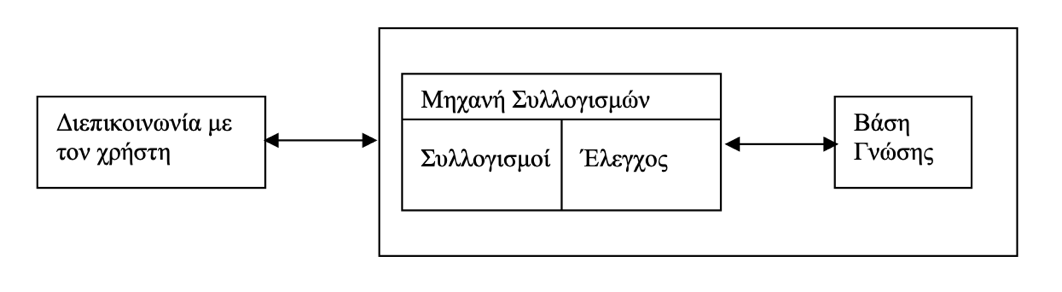 Διεπικοινωνία με
τον χρήστη
Μηχανή Συλλογισμών
Συλλογισμοί
Έλεγχος
Βάση
Γνώσης